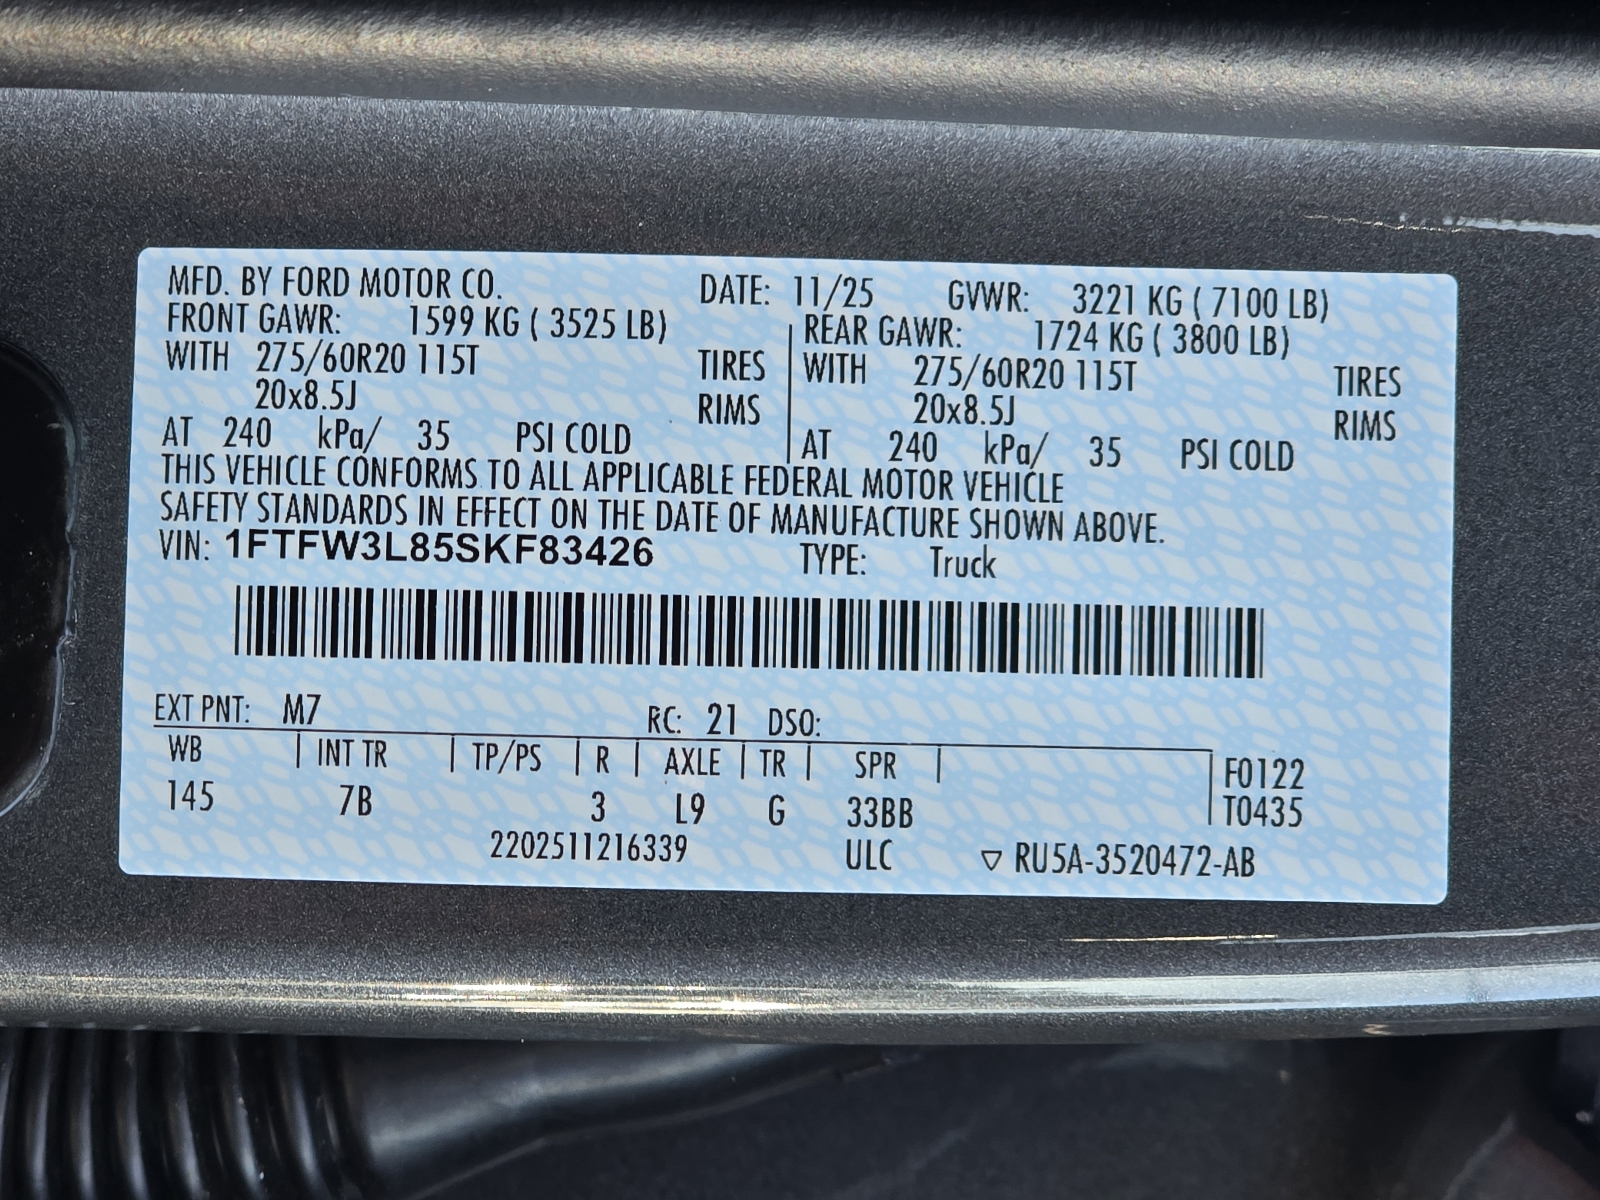 MFD. BY FORD MOTOR CO. DATE: 11/25 GVWR: 3221 KG ( 7100 LB)
FRONT GAWR: 1599 KG ( 3525 LB) REAR GAWR: 1724 KG ( 3800 LB)
WITH 275/60R20 115T TIRES WITH 275/60R20 115T TIRES
20x8.5J RIMS 20x8.5J RIMS
AT 240 kPa/ 35 PSI COLD AT 240 kPa/ 35 PSI COLD
THIS VEHICLE CONFORMS TO ALL APPLICABLE FEDERAL MOTOR VEHICLE
SAFETY STANDARDS IN EFFECT ON THE DATE OF MANUFACTURE SHOWN ABOVE.
VIN: 1FTFW3L85SKF83426 TYPE: Truck
EXT PNT: M7 RC: 21 DSO:
WB INT TR TP/PS R AXLE TR SPR F0122
145 7B 3 L9 G 33BB T0435
2202511216339 ULC ▽ RU5A-3520472-AB